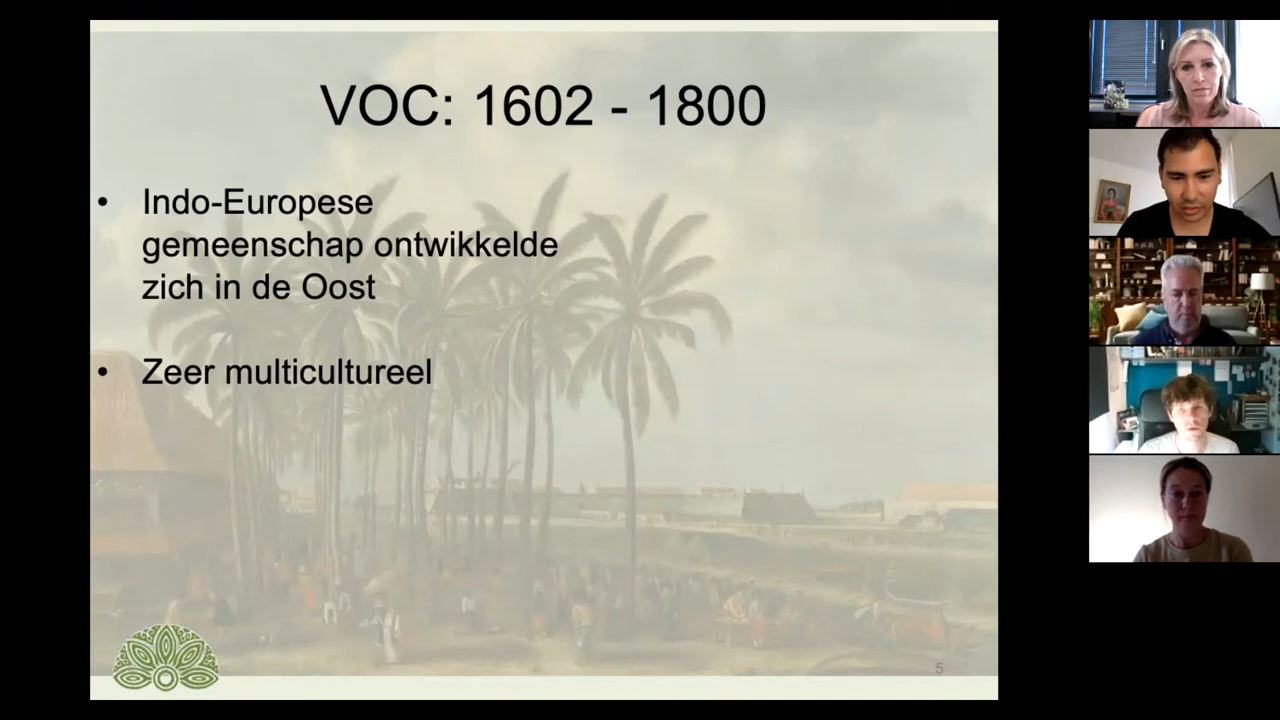 VOC: 1602 - 1800
• Indo-Europese
gemeenschap ontwikkelde
zich in de Oost
• Zeer multicultureel
5